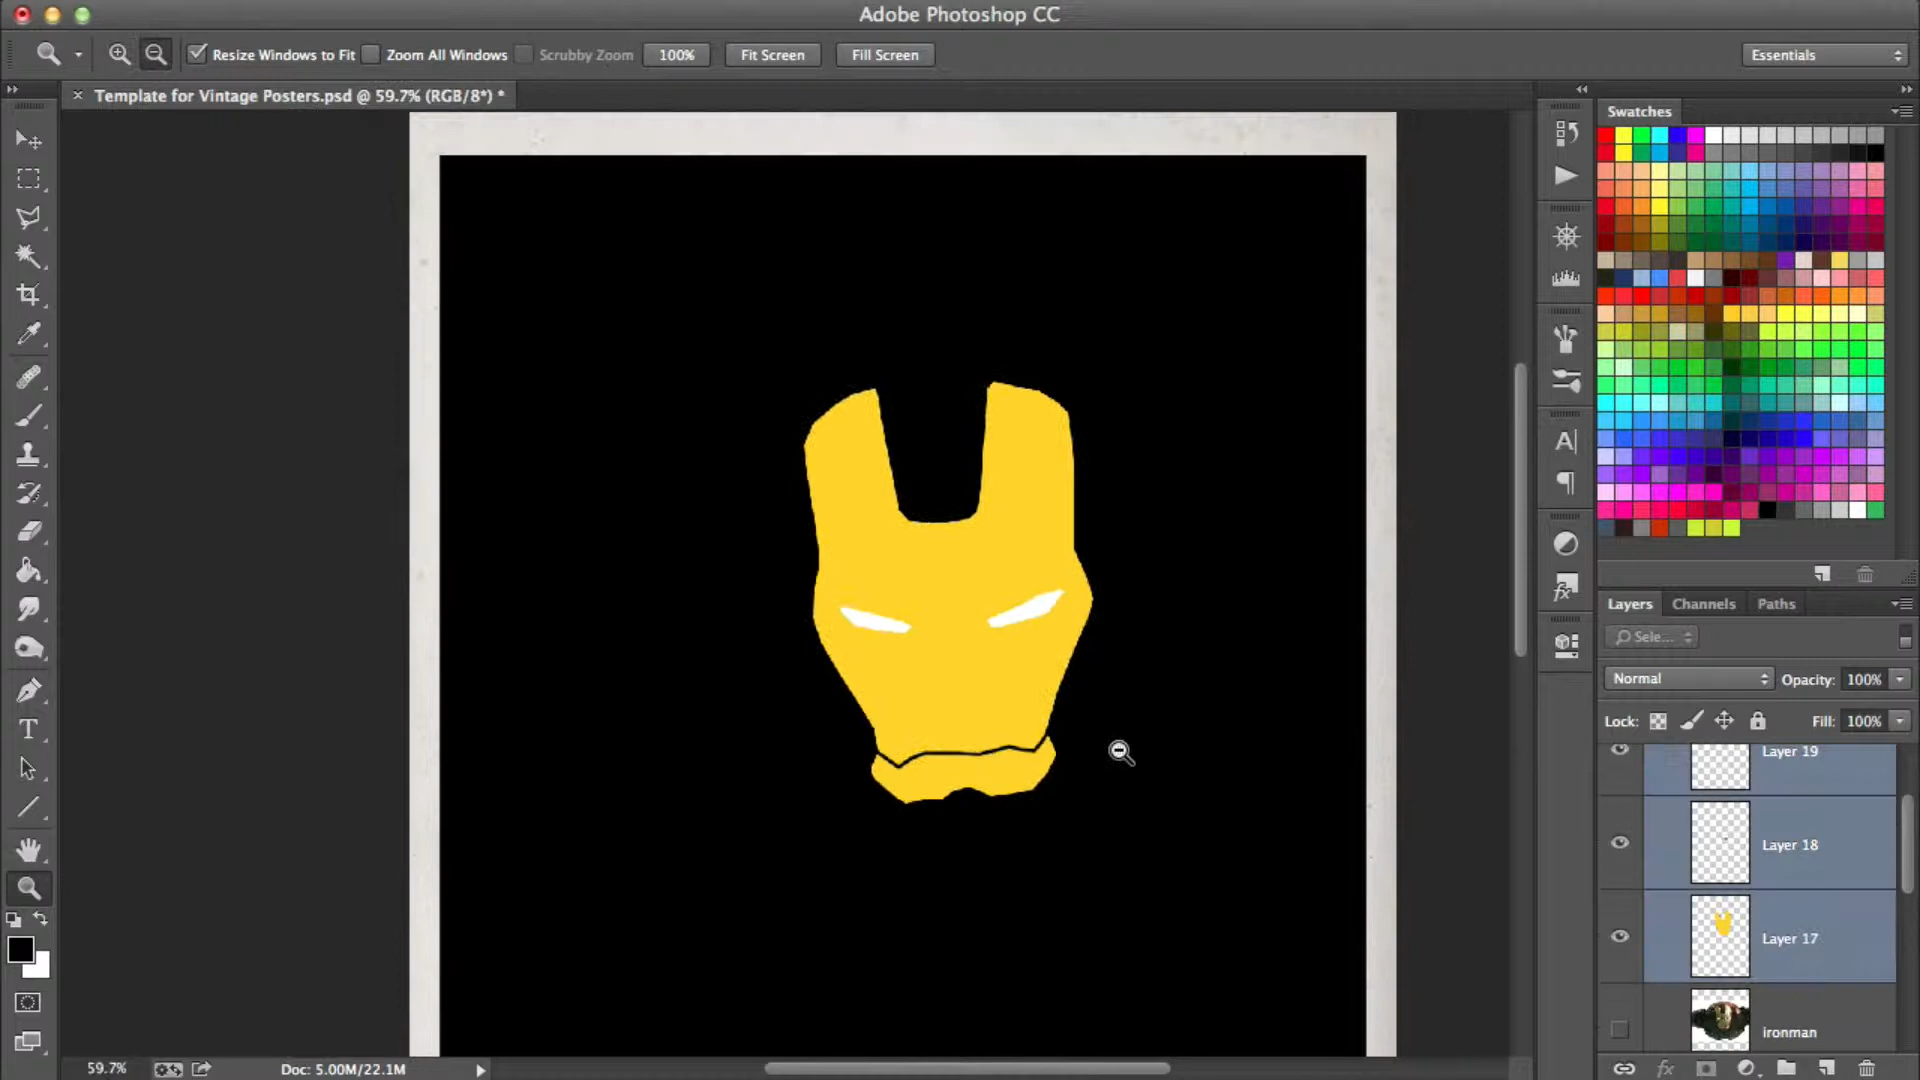 Adobe Photoshop CC
Resize Windows to Fit
Zoom All Windows
Scrubby Zoom
100%
Fit Screen
Fill Screen
Essentials
Template for Vintage Posters.psd @ 59.7% (RGB/8*) *
Swatches
Layers
Channels
Paths
Sele...
Normal
Opacity: 100%
Lock:
Fill: 100%
Layer 19
Layer 18
Layer 17
ironman
59.7%
Doc: 5.00M/22.1M